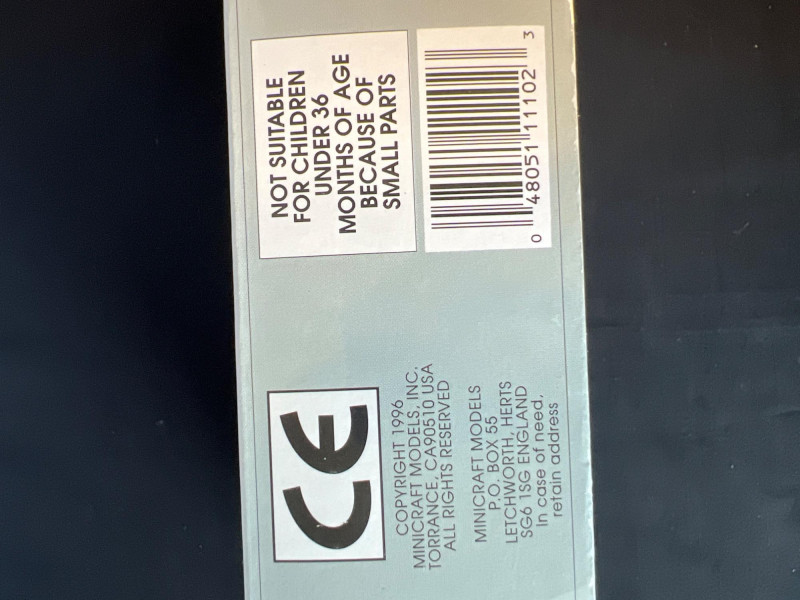 CE
COPYRIGHT 1996
MINICRAFT MODELS, INC.
TORRANCE, CA90510 USA
ALL RIGHTS RESERVED
MINICRAFT MODELS
P.O. BOX 55
LETCHWORTH, HERTS
SG6 1SG ENGLAND
In case of need,
retain address
NOT SUITABLE
FOR CHILDREN
UNDER 36
MONTHS OF AGE
BECAUSE OF
SMALL PARTS
0 48051 11102 3